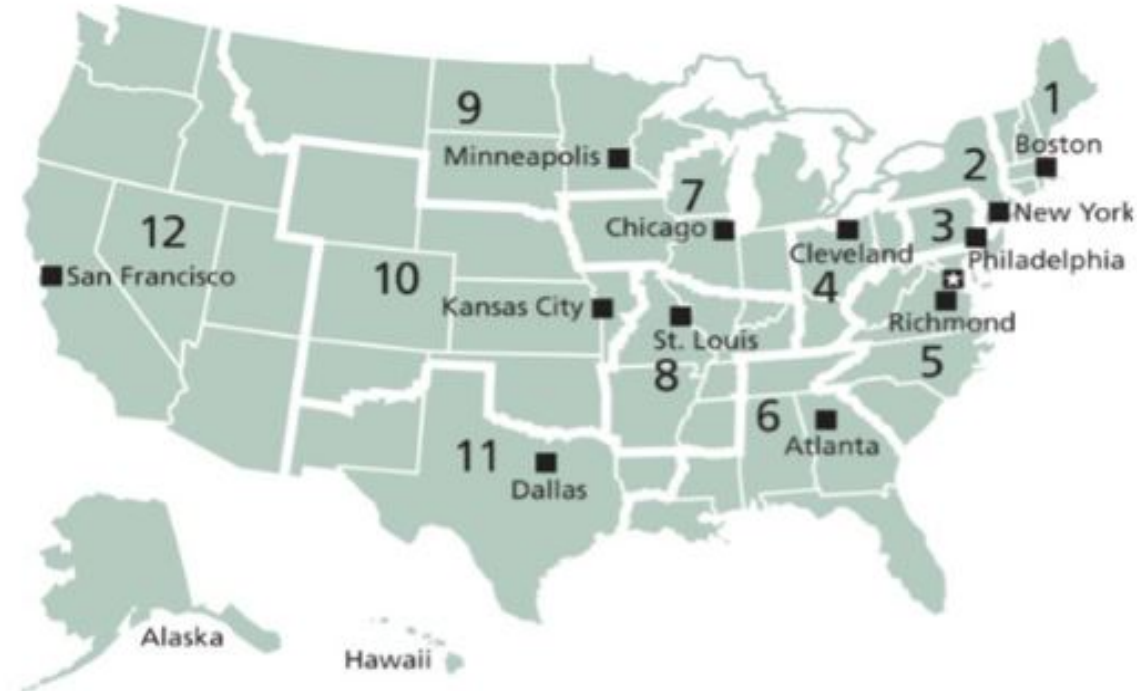 1
9
Boston
Minneapolis
2
7
New York
12
Chicago
3
Cleveland
Philadelphia
San Francisco
10
4
Kansas City
Richmond
St. Louis
5
8
6
Atlanta
11
Dallas
Alaska
Hawaii